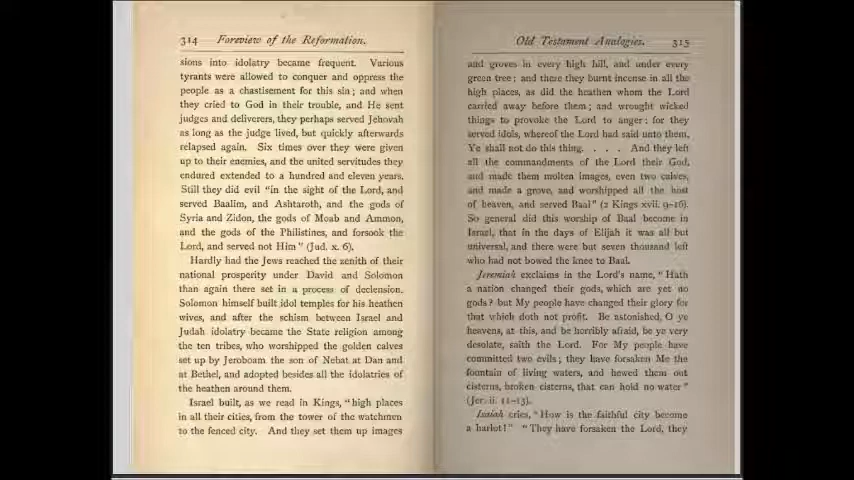 314 Foreview of the Reformation.
sions into idolatry became frequent. Various
tyrants were allowed to conquer and oppress the
people as a chastisement for this sin; and when
they cried to God in their trouble, and He sent
judges and deliverers, they perhaps served Jehovah
as long as the judge lived, but quickly afterwards
relapsed again. Six times over they were given
up to their enemies, and the united servitudes they
endured extended to a hundred and eleven years.
Still they did evil "in the sight of the Lord, and
served Baalim, and Ashtaroth, and the gods of
Syria and Zidon, the gods of Moab and Ammon,
and the gods of the Philistines, and forsook the
Lord, and served not Him" (Jud. x. 6).
Hardly had the Jews reached the zenith of their
national prosperity under David and Solomon
than again there set in a process of declension.
Solomon himself built idol temples for his heathen
wives, and after the schism between Israel and
Judah idolatry became the State religion among
the ten tribes, who worshipped the golden calves
set up by Jeroboam the son of Nebat at Dan and
at Bethel, and adopted besides all the idolatries of
the heathen around them.
Israel built, as we read in Kings, "high places
in all their cities, from the tower of the watchmen
to the fenced city. And they set them up images
Old Testament Analogies. 315
and groves in every high hill, and under every
green tree; and there they burnt incense in all the
high places, as did the heathen whom the Lord
carried away before them; and wrought wicked
things to provoke the Lord to anger: for they
served idols, whereof the Lord had said unto them,
Ye shall not do this thing. . . . And they left
all the commandments of the Lord their God,
and made them molten images, even two calves,
and made a grove, and worshipped all the host
of heaven, and served Baal" (2 Kings xvii. 9-16).
So general did this worship of Baal become in
Israel, that in the days of Elijah it was all but
universal, and there were but seven thousand left
who had not bowed the knee to Baal.
Jeremiah exclaims in the Lord's name, "Hath
a nation changed their gods, which are yet no
gods? but My people have changed their glory for
that which doth not profit. Be astonished, O ye
heavens, at this, and be horribly afraid, be ye very
desolate, saith the Lord. For My people have
committed two evils; they have forsaken Me the
fountain of living waters, and hewed them out
cisterns, broken cisterns, that can hold no water"
(Jer. ii. 11-13).
Isaiah cries, "How is the faithful city become
a harlot!" "They have forsaken the Lord, they